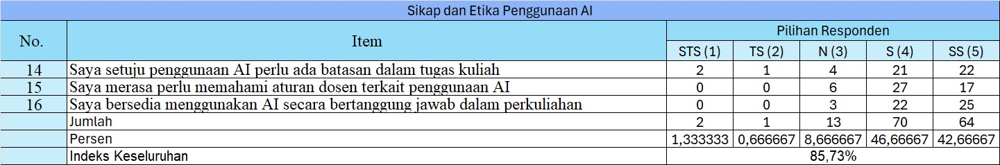 Sikap dan Etika Penggunaan AI
No. Item Pilihan Responden
STS (1) TS (2) N (3) S (4) SS (5)
14 Saya setuju penggunaan AI perlu ada batasan dalam tugas kuliah 2 1 4 21 22
15 Saya merasa perlu memahami aturan dosen terkait penggunaan AI 0 0 6 27 17
16 Saya bersedia menggunakan AI secara bertanggung jawab dalam perkuliahan 0 0 3 22 25
Jumlah 2 1 13 70 64
Persen 1,333333 0,666667 8,666667 46,66667 42,66667
Indeks Keseluruhan 85,73%